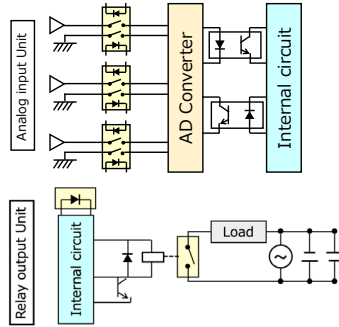 Analog input Unit
AD Converter
Internal circuit
Relay output Unit
Internal circuit
Load